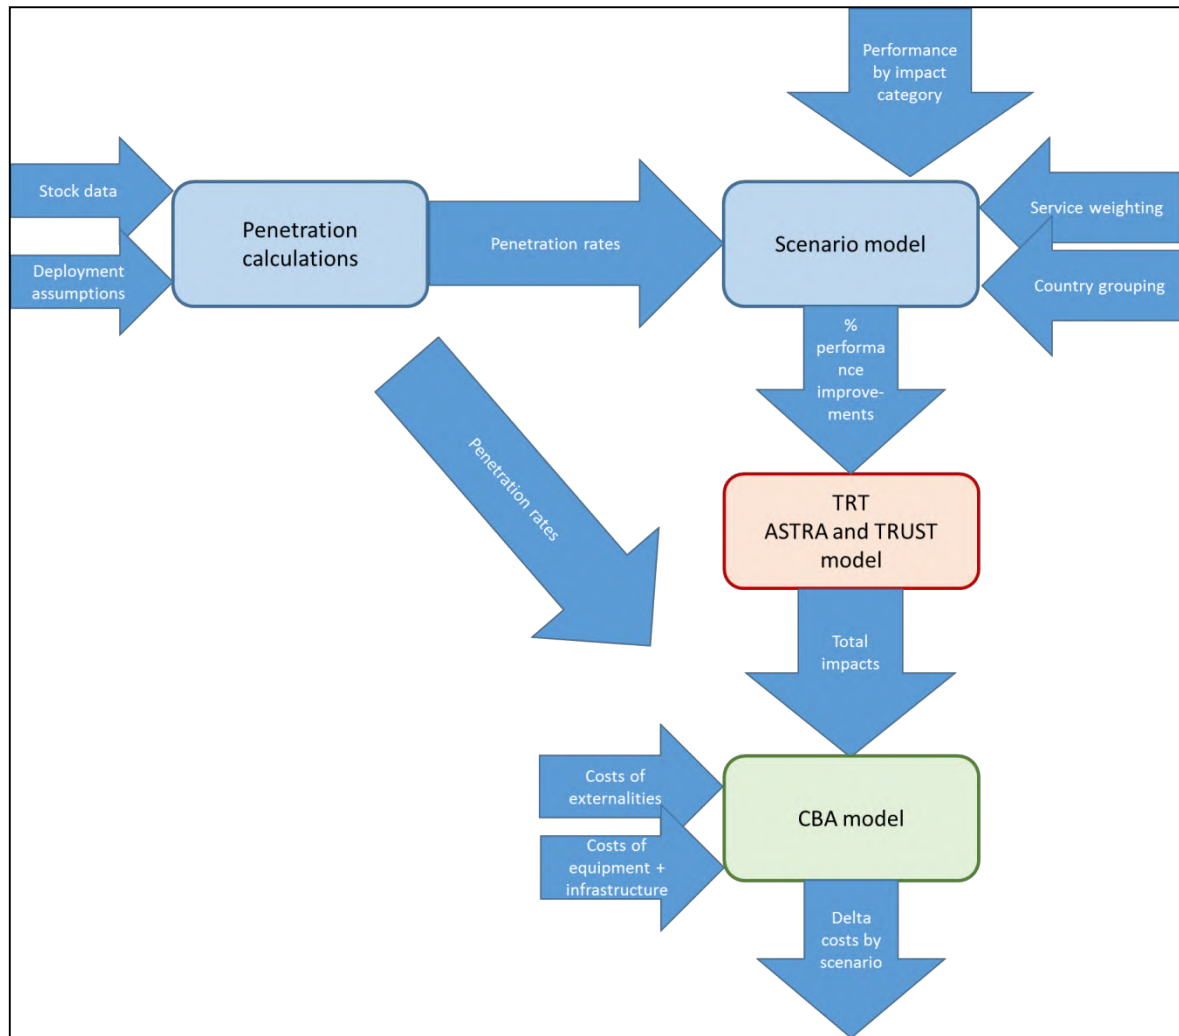 Performance
by impact
category
Stock data
Deployment
assumptions
Penetration
calculations
Penetration rates
Scenario model
Service weighting
Country grouping
%
performa
nce
improve-
ments
Penetration rates
TRT
ASTRA and TRUST
model
Total
impacts
Costs of
externalities
Costs of
equipment +
infrastructure
CBA model
Delta
costs by
scenario